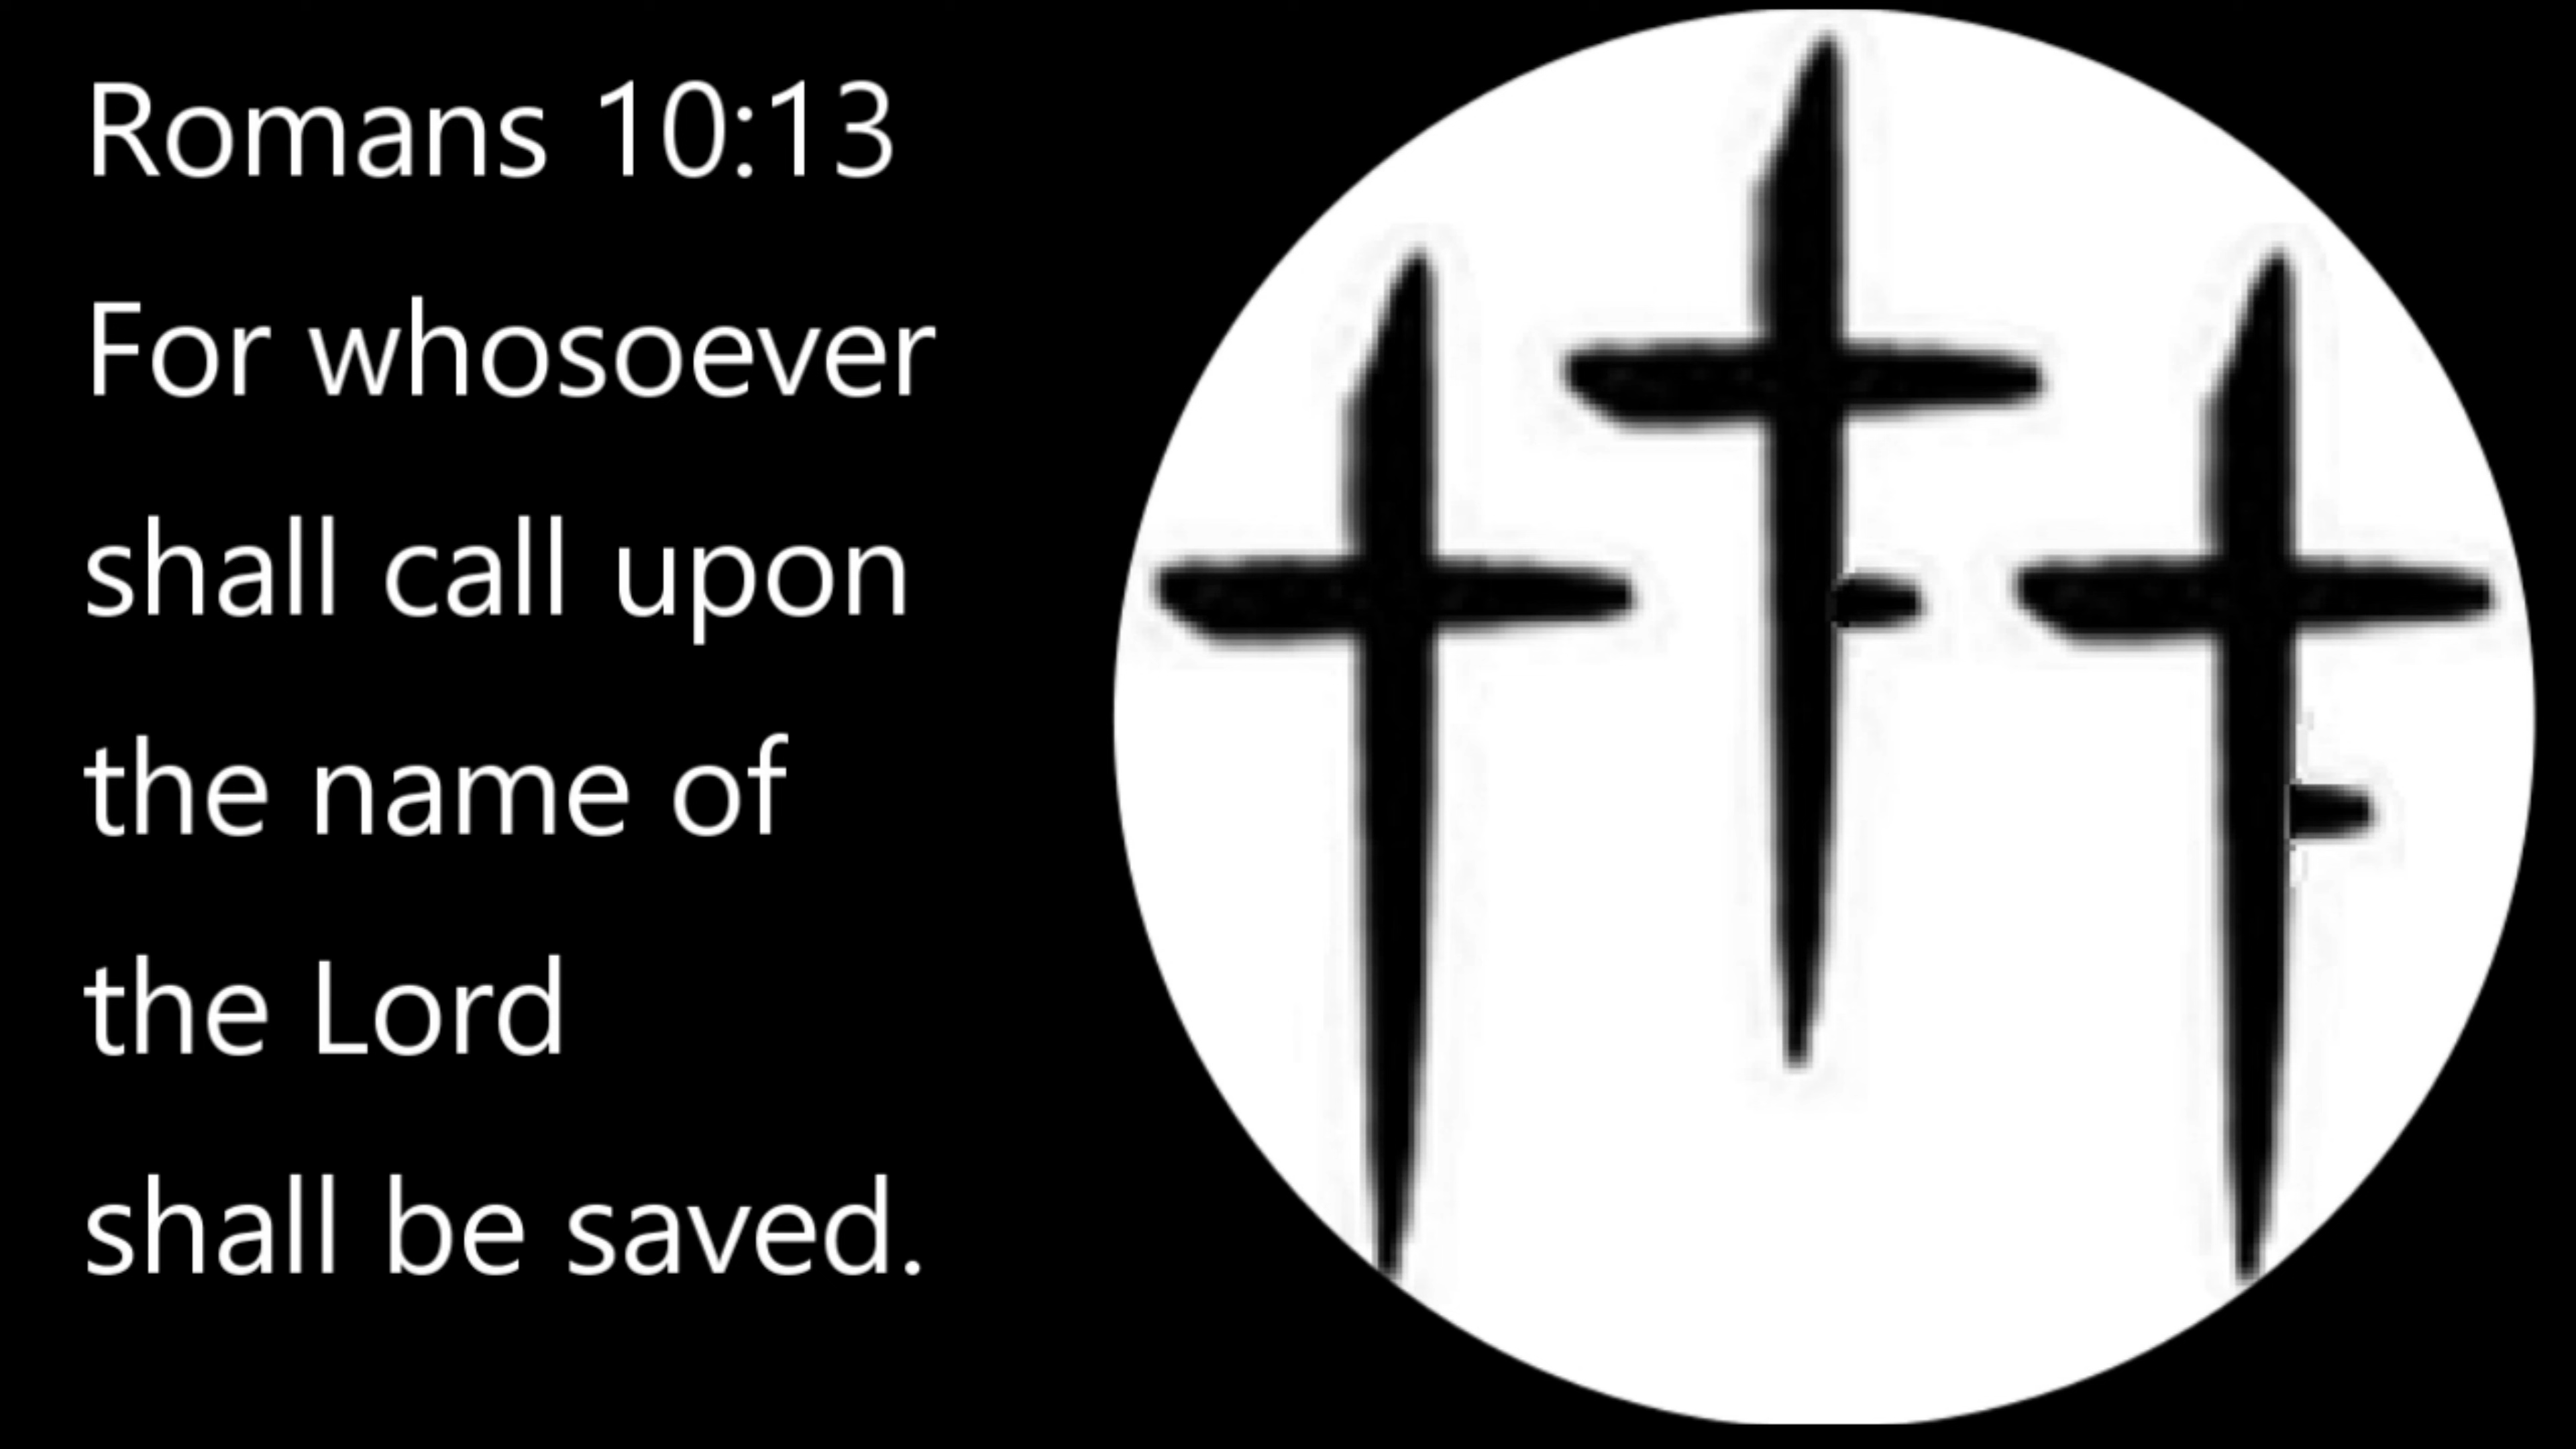 Romans 10:13
For whosoever
shall call upon
the name of
the Lord
shall be saved.